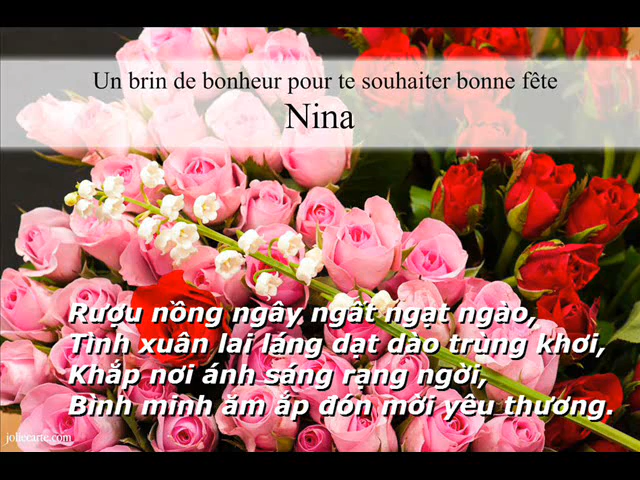 Un brin de bonheur pour te souhaiter bonne fête
Nina
Rượu nồng ngây ngất ngạt ngào,
Tình xuân lai láng dạt dào trùng khơi,
Khắp nơi ánh sáng rạng ngời,
Bình minh ăm ắp đón mời yêu thương.
joliecarte.com